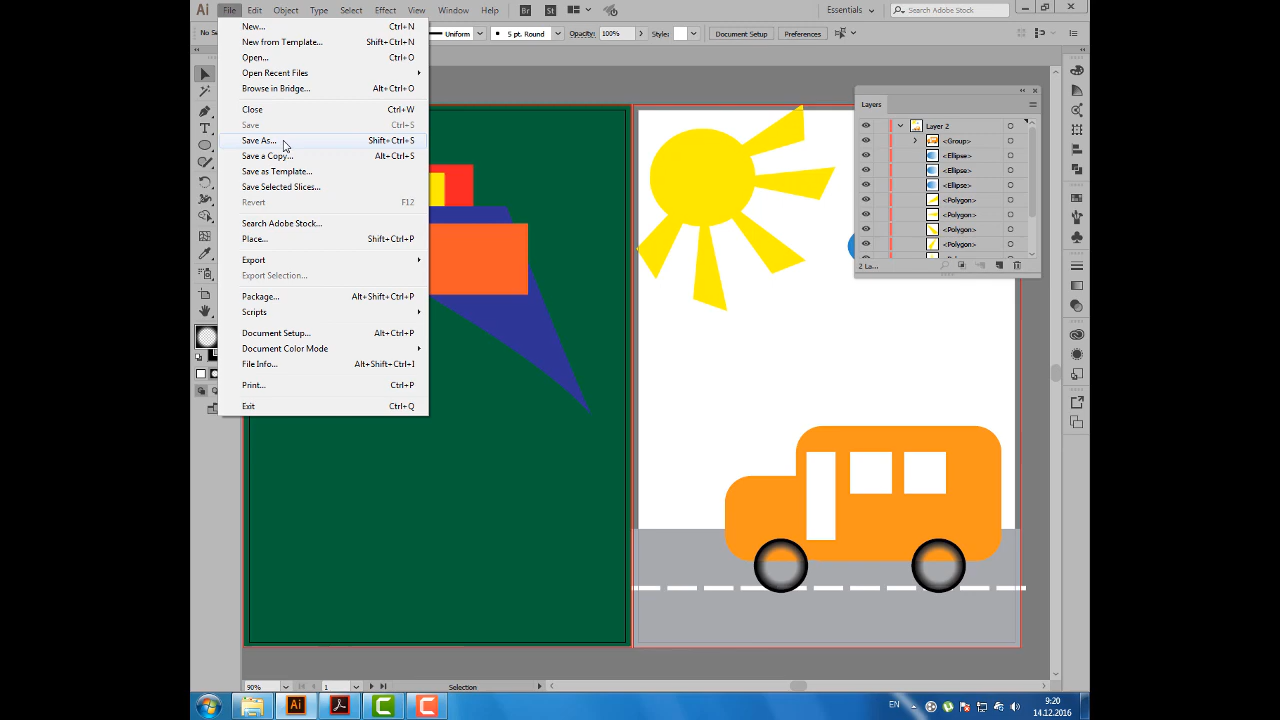 Ai File Edit Object Type Select Effect View Window Help Br St Essentials Search Adobe Stock
Uniform 5 pt. Round Opacity: 100% Style: Document Setup Preferences
New... Ctrl+N
New from Template... Shift+Ctrl+N
Open... Ctrl+O
Open Recent Files
Browse in Bridge... Alt+Ctrl+O
Close Ctrl+W
Save Ctrl+S
Save As... Shift+Ctrl+S
Save a Copy... Alt+Ctrl+S
Save as Template...
Save Selected Slices...
Revert F12
Search Adobe Stock...
Place... Shift+Ctrl+P
Export
Export Selection...
Package... Alt+Shift+Ctrl+P
Scripts
Document Setup... Alt+Ctrl+P
Document Color Mode
File Info... Alt+Shift+Ctrl+I
Print... Ctrl+P
Exit Ctrl+Q
Layers
Layer 2
<Group>
<Ellipse>
<Ellipse>
<Ellipse>
<Polygon>
<Polygon>
<Polygon>
<Polygon>
2 La...
90% 1 Selection
Ai EN 9:20
14.12.2016